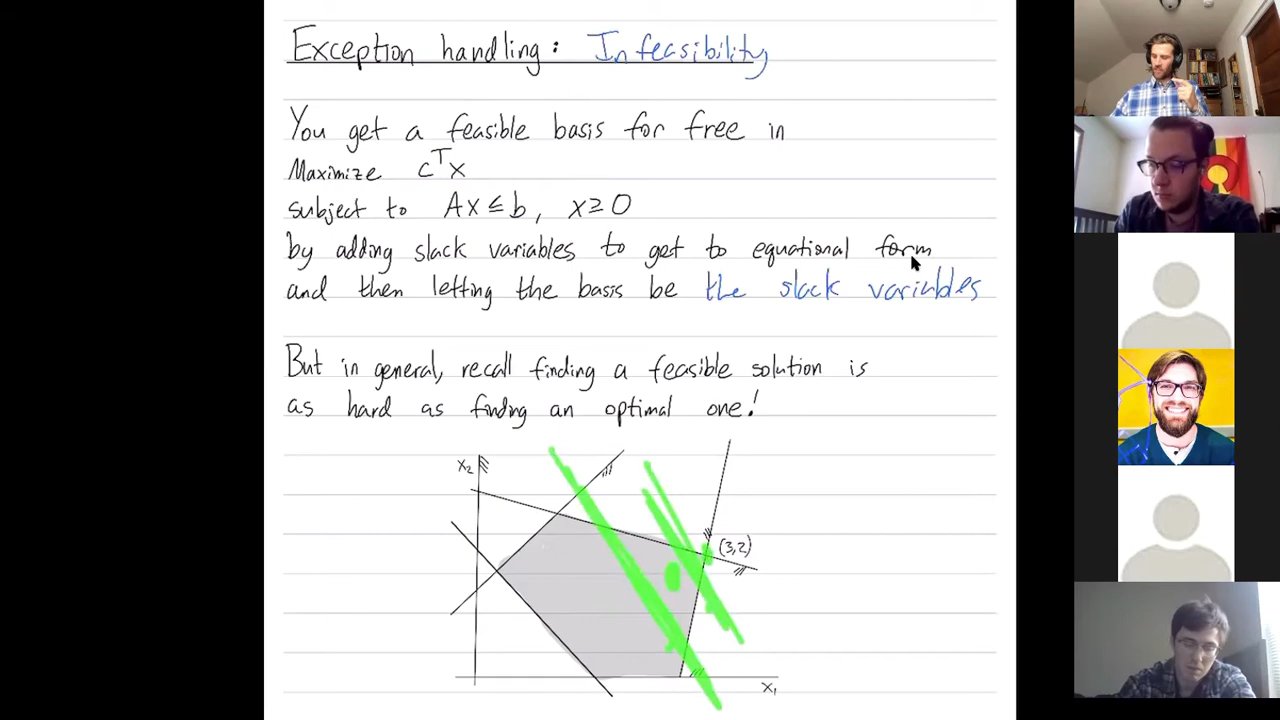 Exception handling: Infeasibility
You get a feasible basis for free in
Maximize cᵀx
subject to Ax ≤ b, x ≥ 0
by adding slack variables to get to equational form
and then letting the basis be the slack variables
But in general, recall finding a feasible solution is
as hard as finding an optimal one!
x₂
(3,2)
x₁